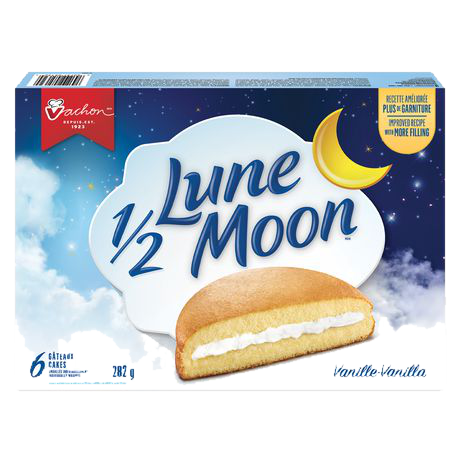 Vachon
DEPUIS.EST.
1923
RECETTE AMÉLIORÉE
PLUS DE GARNITURE
IMPROVED RECIPE
WITH MORE FILLING
1/2 Lune
Moon
6 GÂTEAUX
CAKES
282 g
Vanille-Vanilla